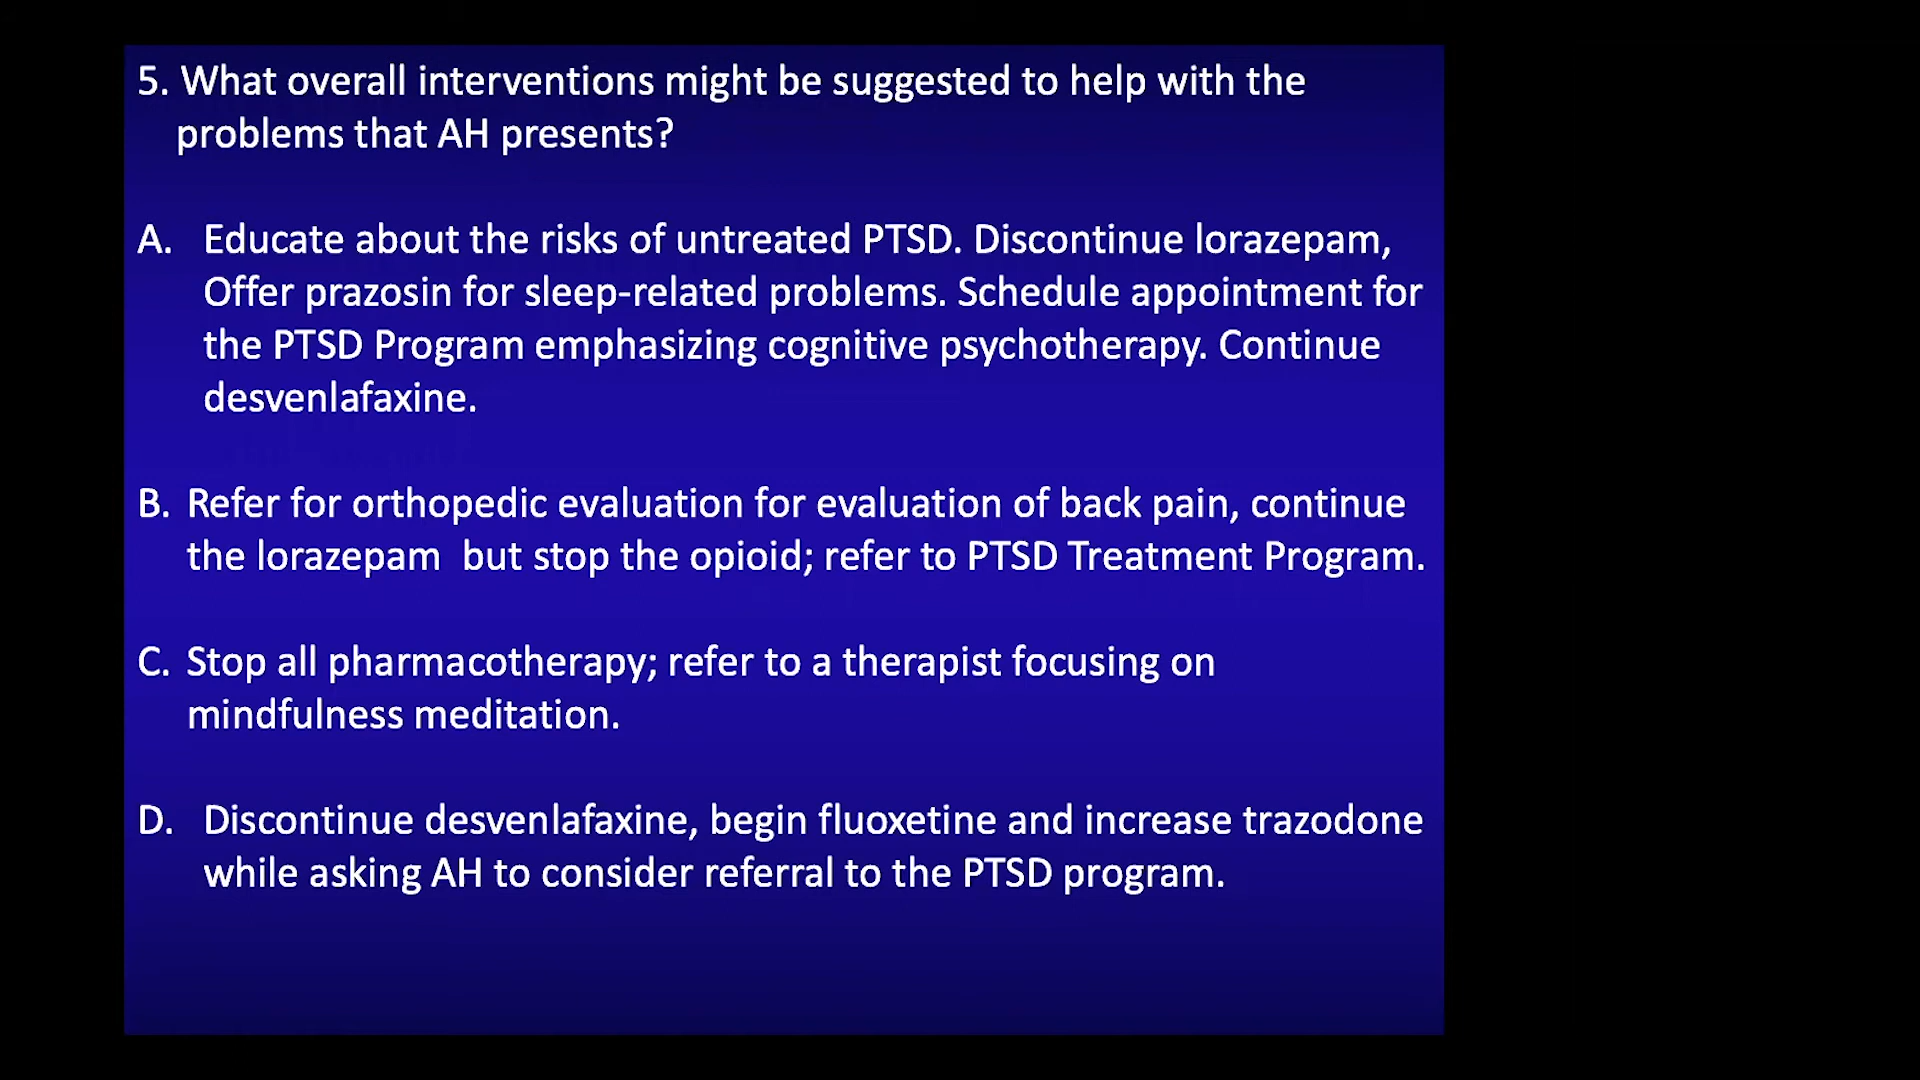 5. What overall interventions might be suggested to help with the
problems that AH presents?
A. Educate about the risks of untreated PTSD. Discontinue lorazepam,
Offer prazosin for sleep-related problems. Schedule appointment for
the PTSD Program emphasizing cognitive psychotherapy. Continue
desvenlafaxine.
B. Refer for orthopedic evaluation for evaluation of back pain, continue
the lorazepam but stop the opioid; refer to PTSD Treatment Program.
C. Stop all pharmacotherapy; refer to a therapist focusing on
mindfulness meditation.
D. Discontinue desvenlafaxine, begin fluoxetine and increase trazodone
while asking AH to consider referral to the PTSD program.